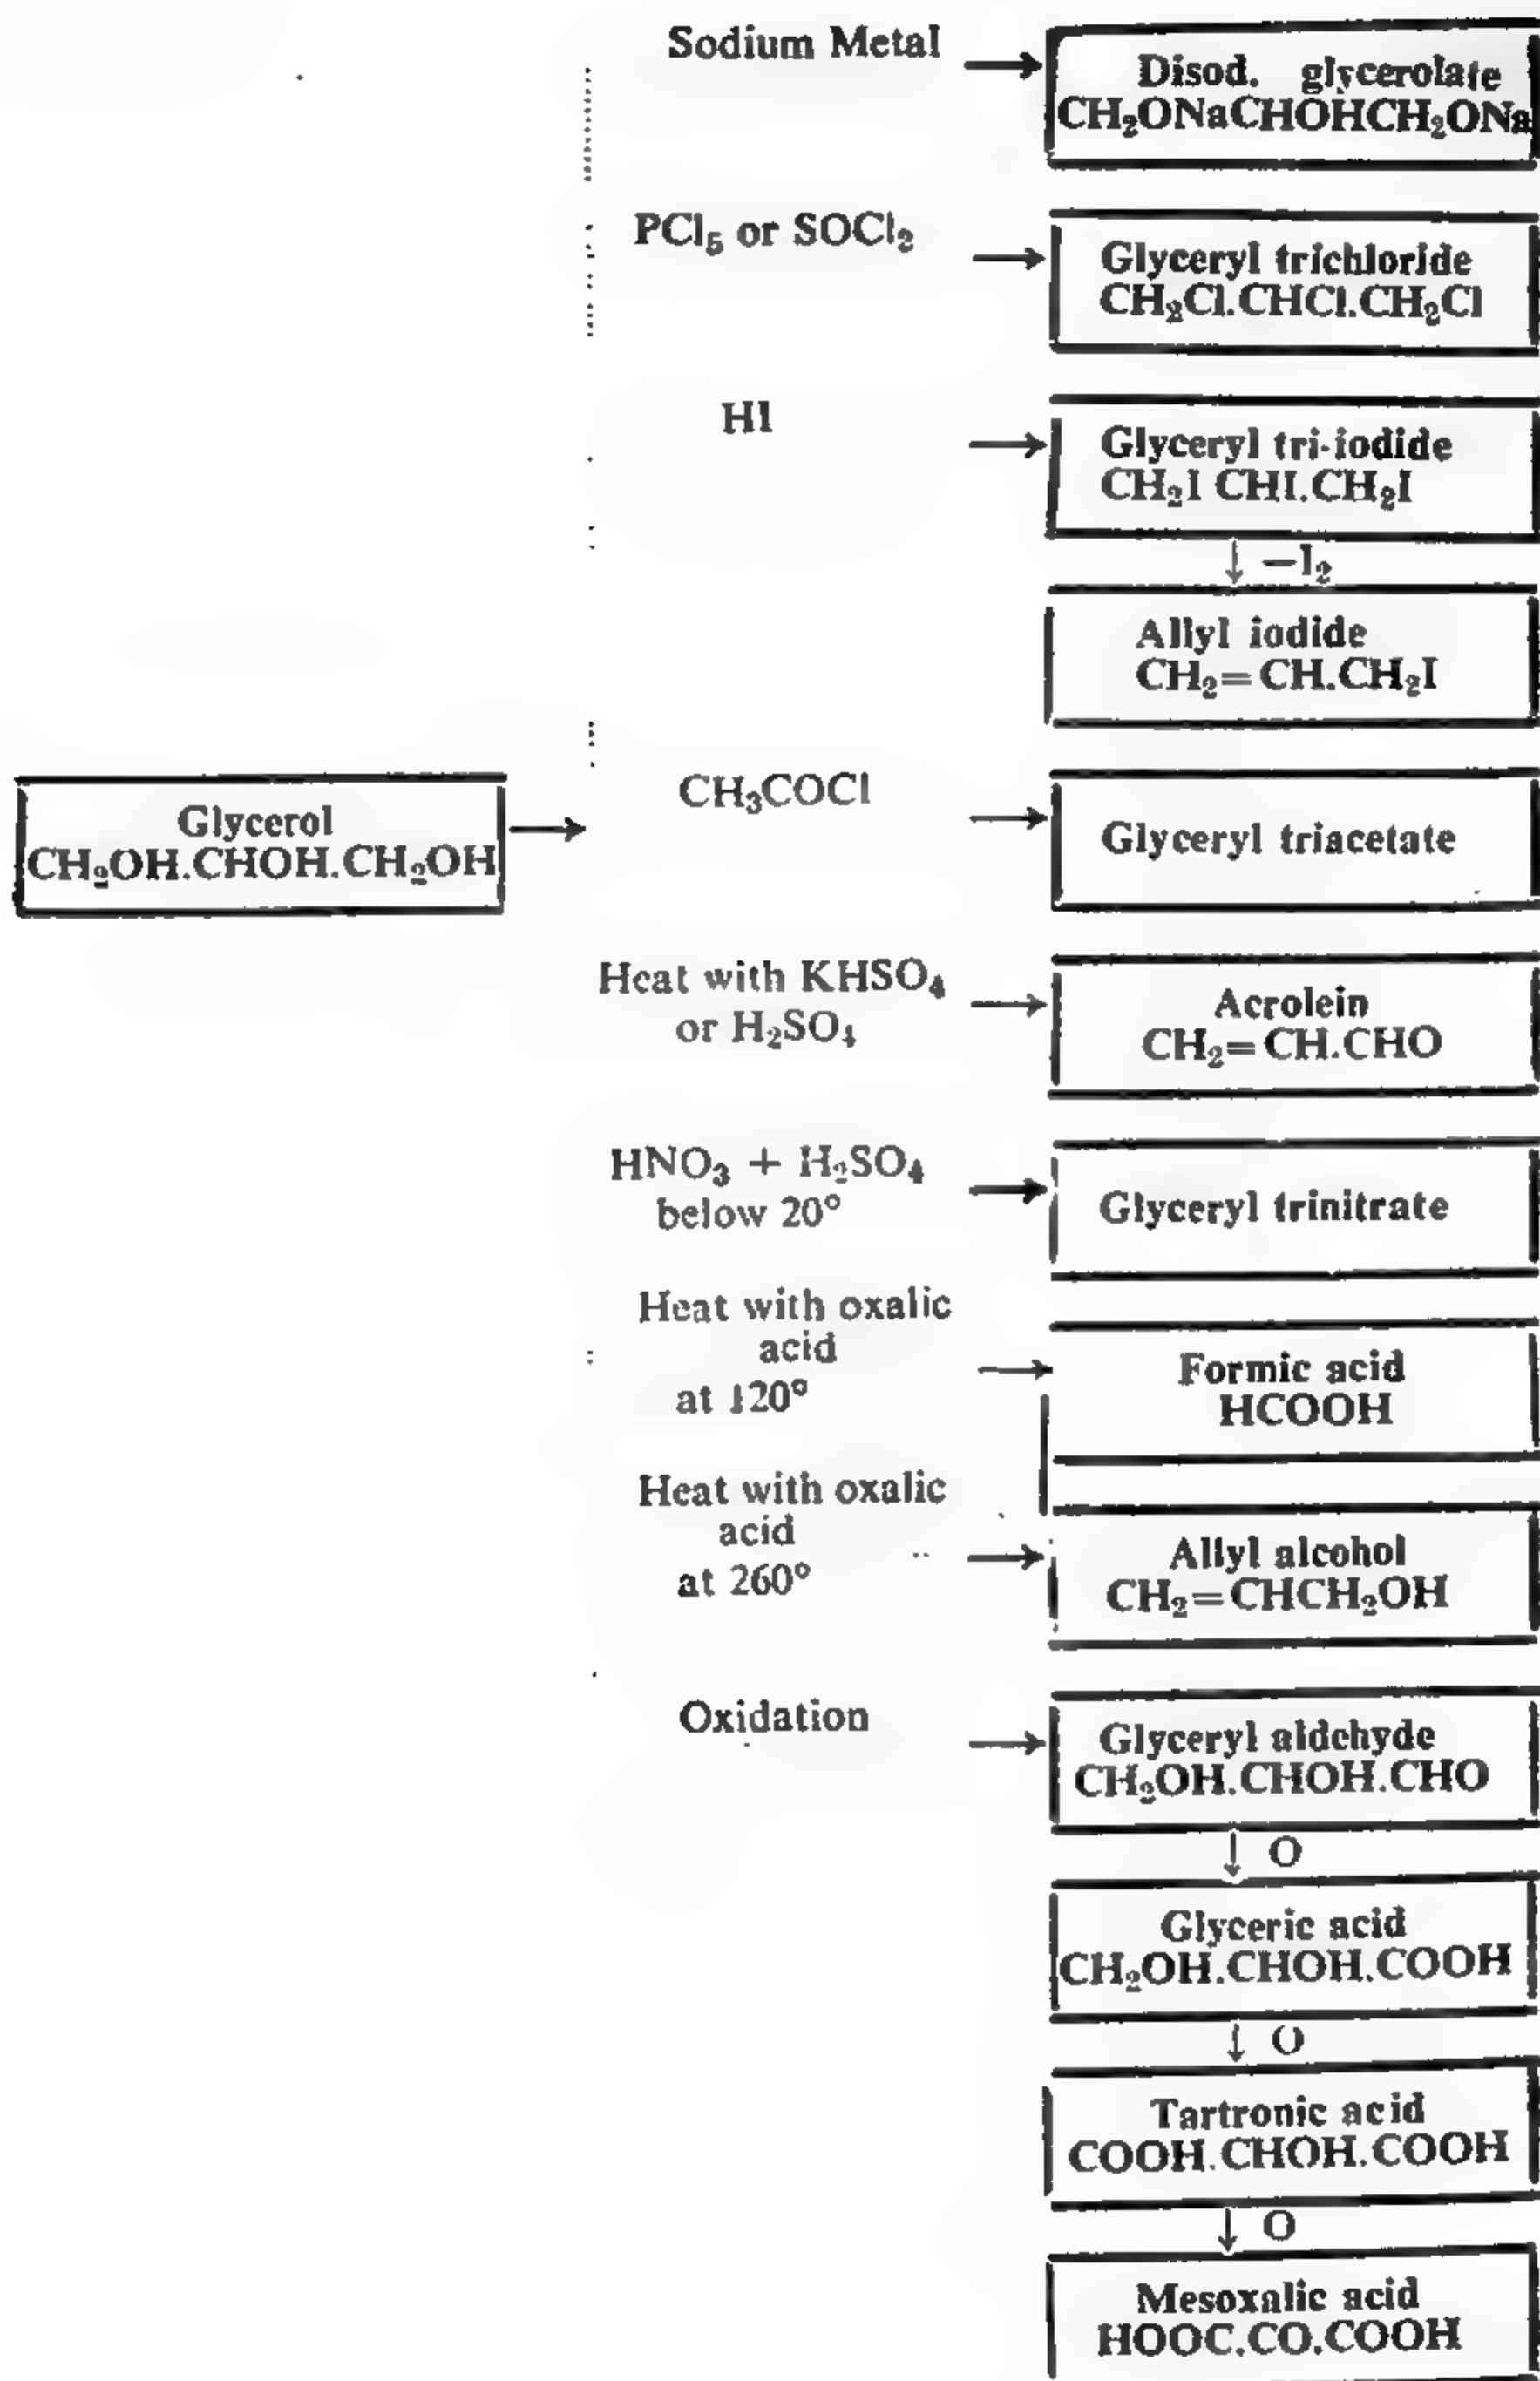 Sodium Metal
Disod. glycerolate
CH₂ONaCHOHCH₂ONa
PCl₅ or SOCl₂
Glyceryl trichloride
CH₂Cl.CHCl.CH₂Cl
HI
Glyceryl tri-iodide
CH₂I CHI.CH₂I
—I₂
Allyl iodide
CH₂=CH.CH₂I
Glycerol
CH₂OH.CHOH.CH₂OH
CH₃COCl
Glyceryl triacetate
Heat with KHSO₄
or H₂SO₄
Acrolein
CH₂=CH.CHO
HNO₃ + H₂SO₄
below 20°
Glyceryl trinitrate
Heat with oxalic
acid
at 120°
Formic acid
HCOOH
Heat with oxalic
acid
at 260°
Allyl alcohol
CH₂=CHCH₂OH
Oxidation
Glyceryl aldehyde
CH₂OH.CHOH.CHO
O
Glyceric acid
CH₂OH.CHOH.COOH
O
Tartronic acid
COOH.CHOH.COOH
O
Mesoxalic acid
HOOC.CO.COOH